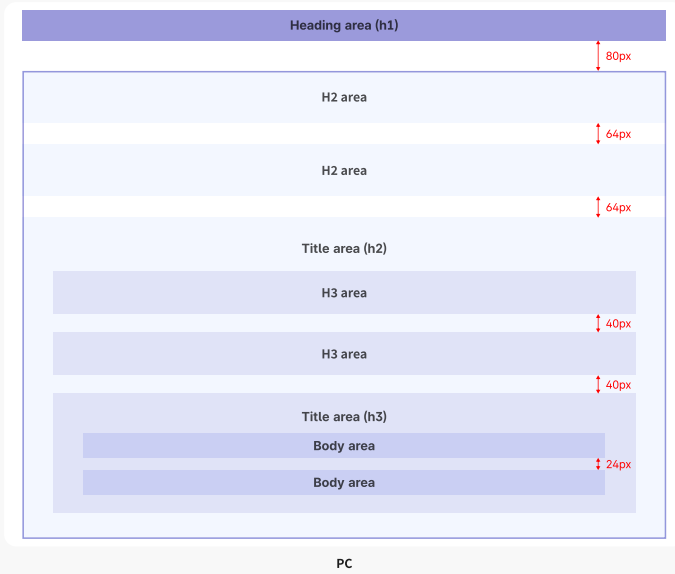 Heading area (h1)
80px
H2 area
64px
H2 area
64px
Title area (h2)
H3 area
40px
H3 area
40px
Title area (h3)
Body area
24px
Body area
PC